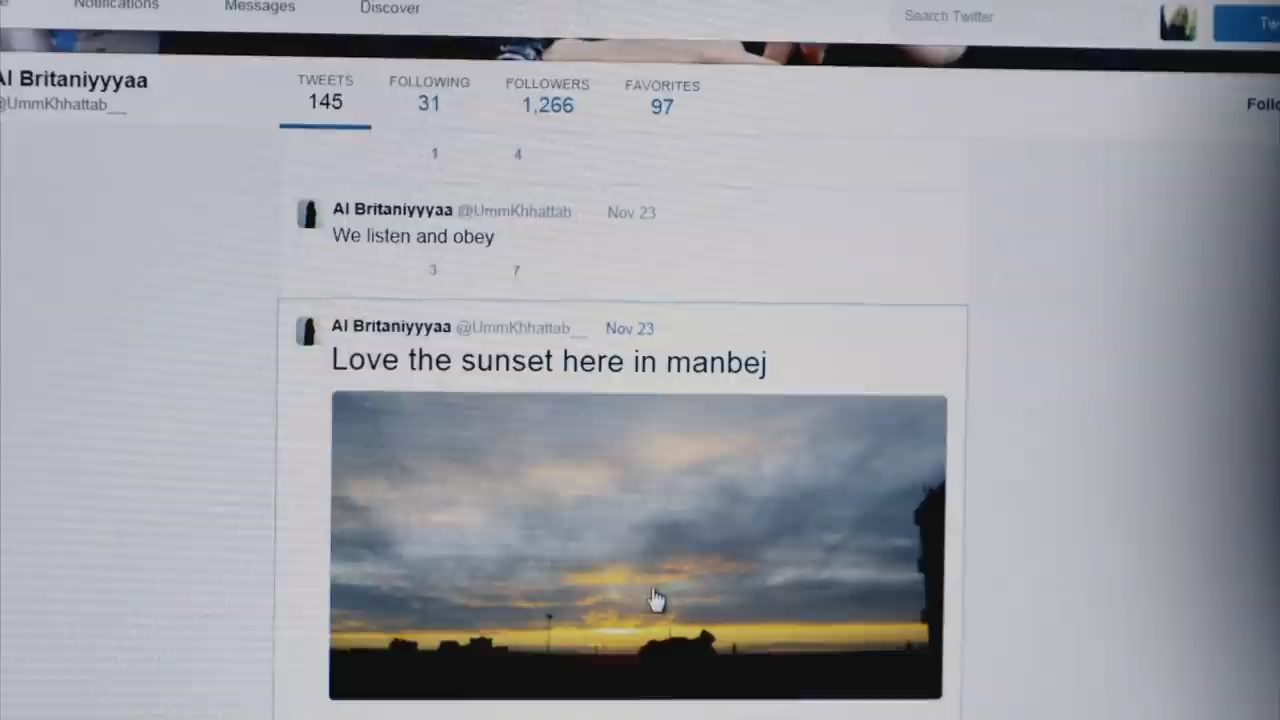 Notifications Messages Discover
Search Twitter
Al Britaniyyyaa
@UmmKhhattab__
TWEETS FOLLOWING FOLLOWERS FAVORITES
145 31 1,266 97
1 4
Al Britaniyyyaa @UmmKhhattab Nov 23
We listen and obey
3 7
Al Britaniyyyaa @UmmKhhattab__ Nov 23
Love the sunset here in manbej